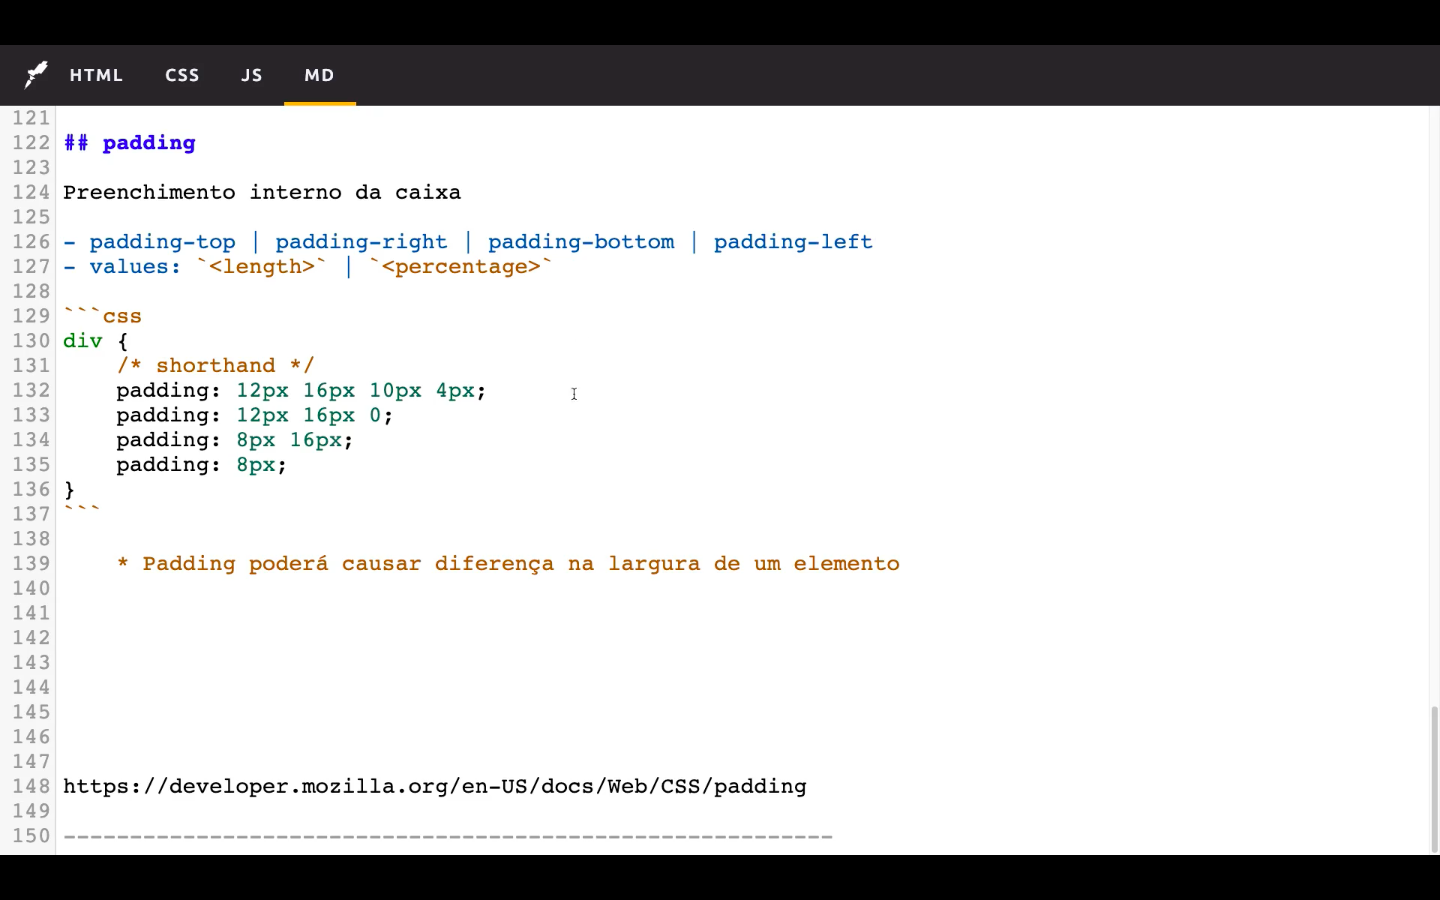 HTML CSS JS MD
121
122 ## padding
123
124 Preenchimento interno da caixa
125
126 - padding-top | padding-right | padding-bottom | padding-left
127 - values: `<length>` | `<percentage>`
128
129 ```css
130 div {
131     /* shorthand */
132     padding: 12px 16px 10px 4px;
133     padding: 12px 16px 0;
134     padding: 8px 16px;
135     padding: 8px;
136 }
137 ```
138
139     * Padding poderá causar diferença na largura de um elemento
140
141
142
143
144
145
146
147
148 https://developer.mozilla.org/en-US/docs/Web/CSS/padding
149
150 ----------------------------------------------------------